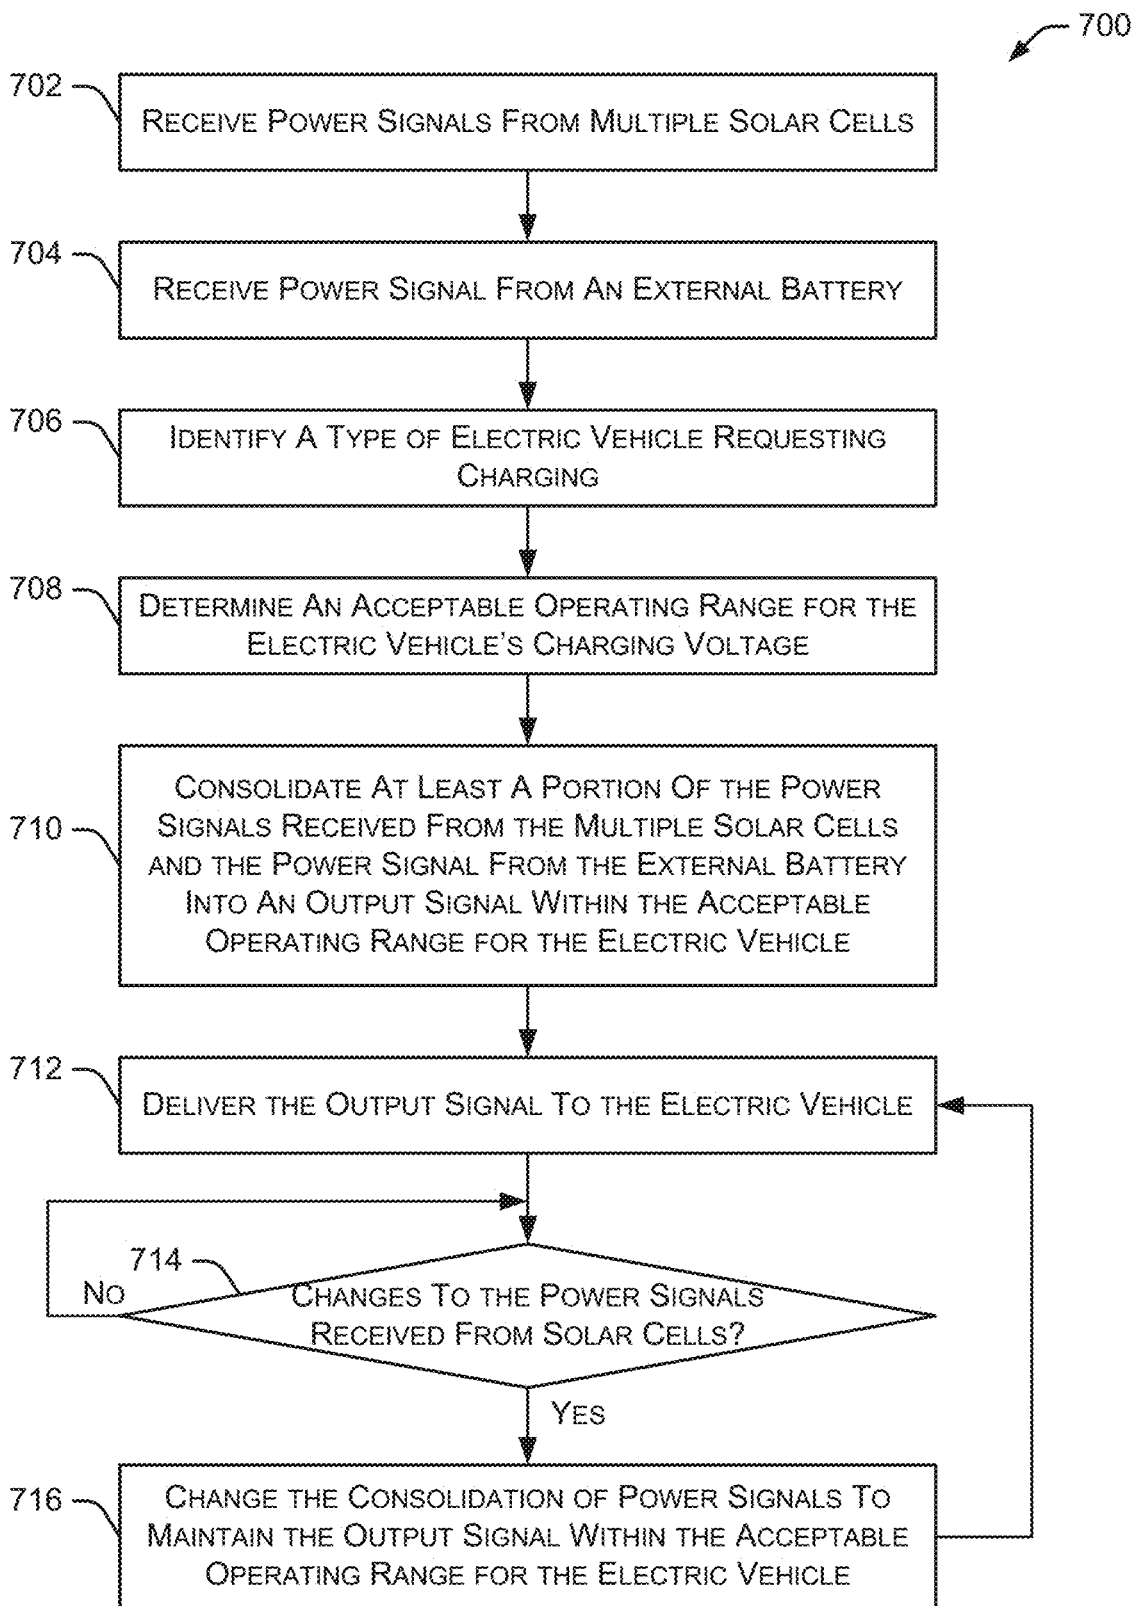 700
702
RECEIVE POWER SIGNALS FROM MULTIPLE SOLAR CELLS
704
RECEIVE POWER SIGNAL FROM AN EXTERNAL BATTERY
706
IDENTIFY A TYPE OF ELECTRIC VEHICLE REQUESTING
CHARGING
708
DETERMINE AN ACCEPTABLE OPERATING RANGE FOR THE
ELECTRIC VEHICLE'S CHARGING VOLTAGE
710
CONSOLIDATE AT LEAST A PORTION OF THE POWER
SIGNALS RECEIVED FROM THE MULTIPLE SOLAR CELLS
AND THE POWER SIGNAL FROM THE EXTERNAL BATTERY
INTO AN OUTPUT SIGNAL WITHIN THE ACCEPTABLE
OPERATING RANGE FOR THE ELECTRIC VEHICLE
712
DELIVER THE OUTPUT SIGNAL TO THE ELECTRIC VEHICLE
714
NO
CHANGES TO THE POWER SIGNALS
RECEIVED FROM SOLAR CELLS?
YES
716
CHANGE THE CONSOLIDATION OF POWER SIGNALS TO
MAINTAIN THE OUTPUT SIGNAL WITHIN THE ACCEPTABLE
OPERATING RANGE FOR THE ELECTRIC VEHICLE